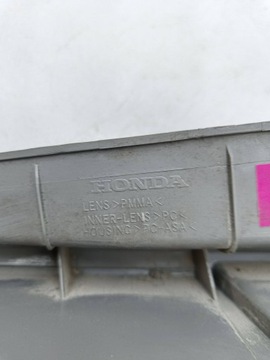 HONDA
LENS>PMMA<
INNER-LENS>PC<
HOUSING>PC-ASA<